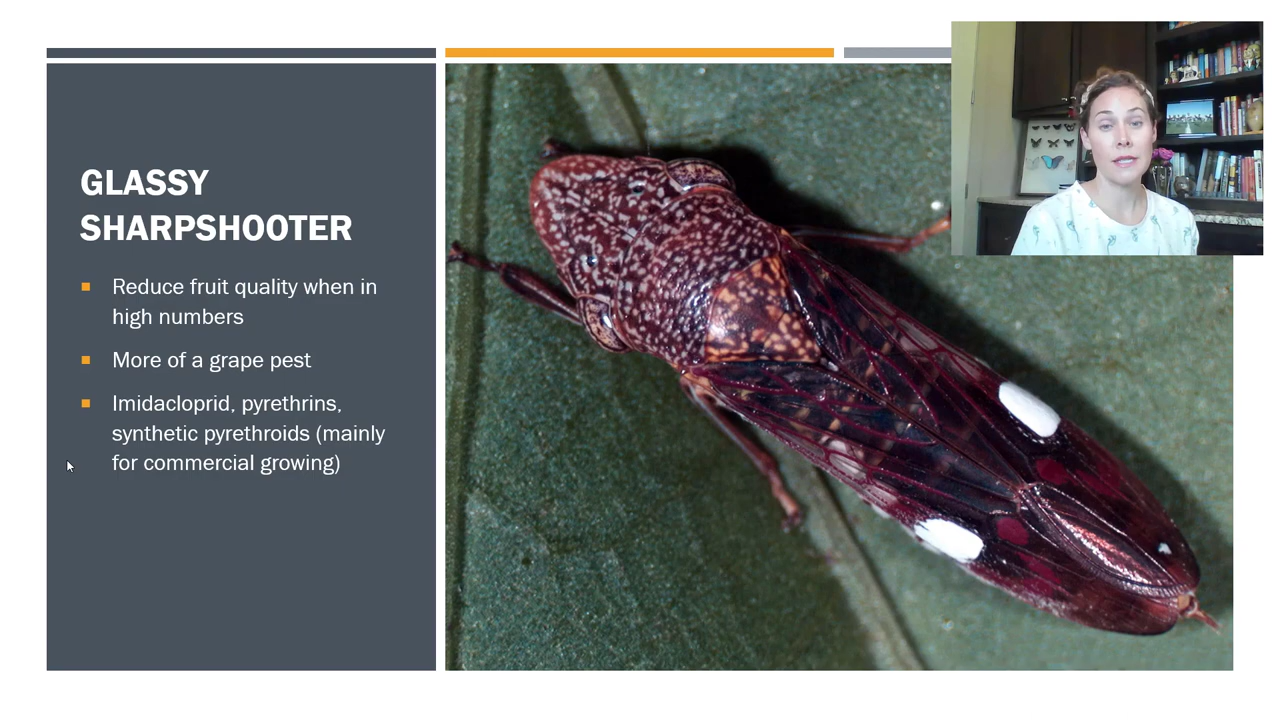 GLASSY
SHARPSHOOTER
Reduce fruit quality when in
high numbers
More of a grape pest
Imidacloprid, pyrethrins,
synthetic pyrethroids (mainly
for commercial growing)